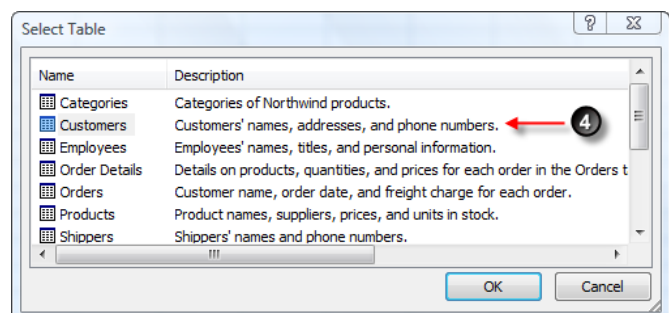 Select Table
Name Description
Categories Categories of Northwind products.
Customers Customers' names, addresses, and phone numbers. 4
Employees Employees' names, titles, and personal information.
Order Details Details on products, quantities, and prices for each order in the Orders t
Orders Customer name, order date, and freight charge for each order.
Products Product names, suppliers, prices, and units in stock.
Shippers Shippers' names and phone numbers.
OK Cancel